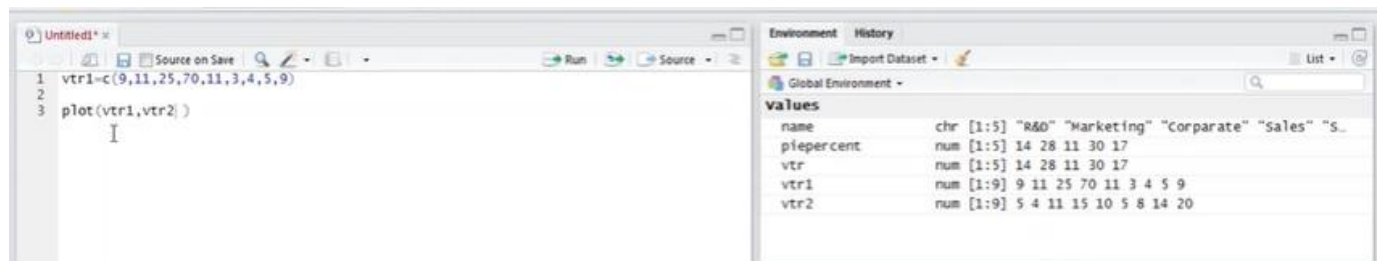 Untitled1* ×
Source on Save Run Source
1 vtr1=c(9,11,25,70,11,3,4,5,9)
2
3 plot(vtr1,vtr2 )
Environment History
Import Dataset List
Global Environment
values
name chr [1:5] "R&D" "Marketing" "Corparate" "Sales" "S…
piepercent num [1:5] 14 28 11 30 17
vtr num [1:5] 14 28 11 30 17
vtr1 num [1:9] 9 11 25 70 11 3 4 5 9
vtr2 num [1:9] 5 4 11 15 10 5 8 14 20